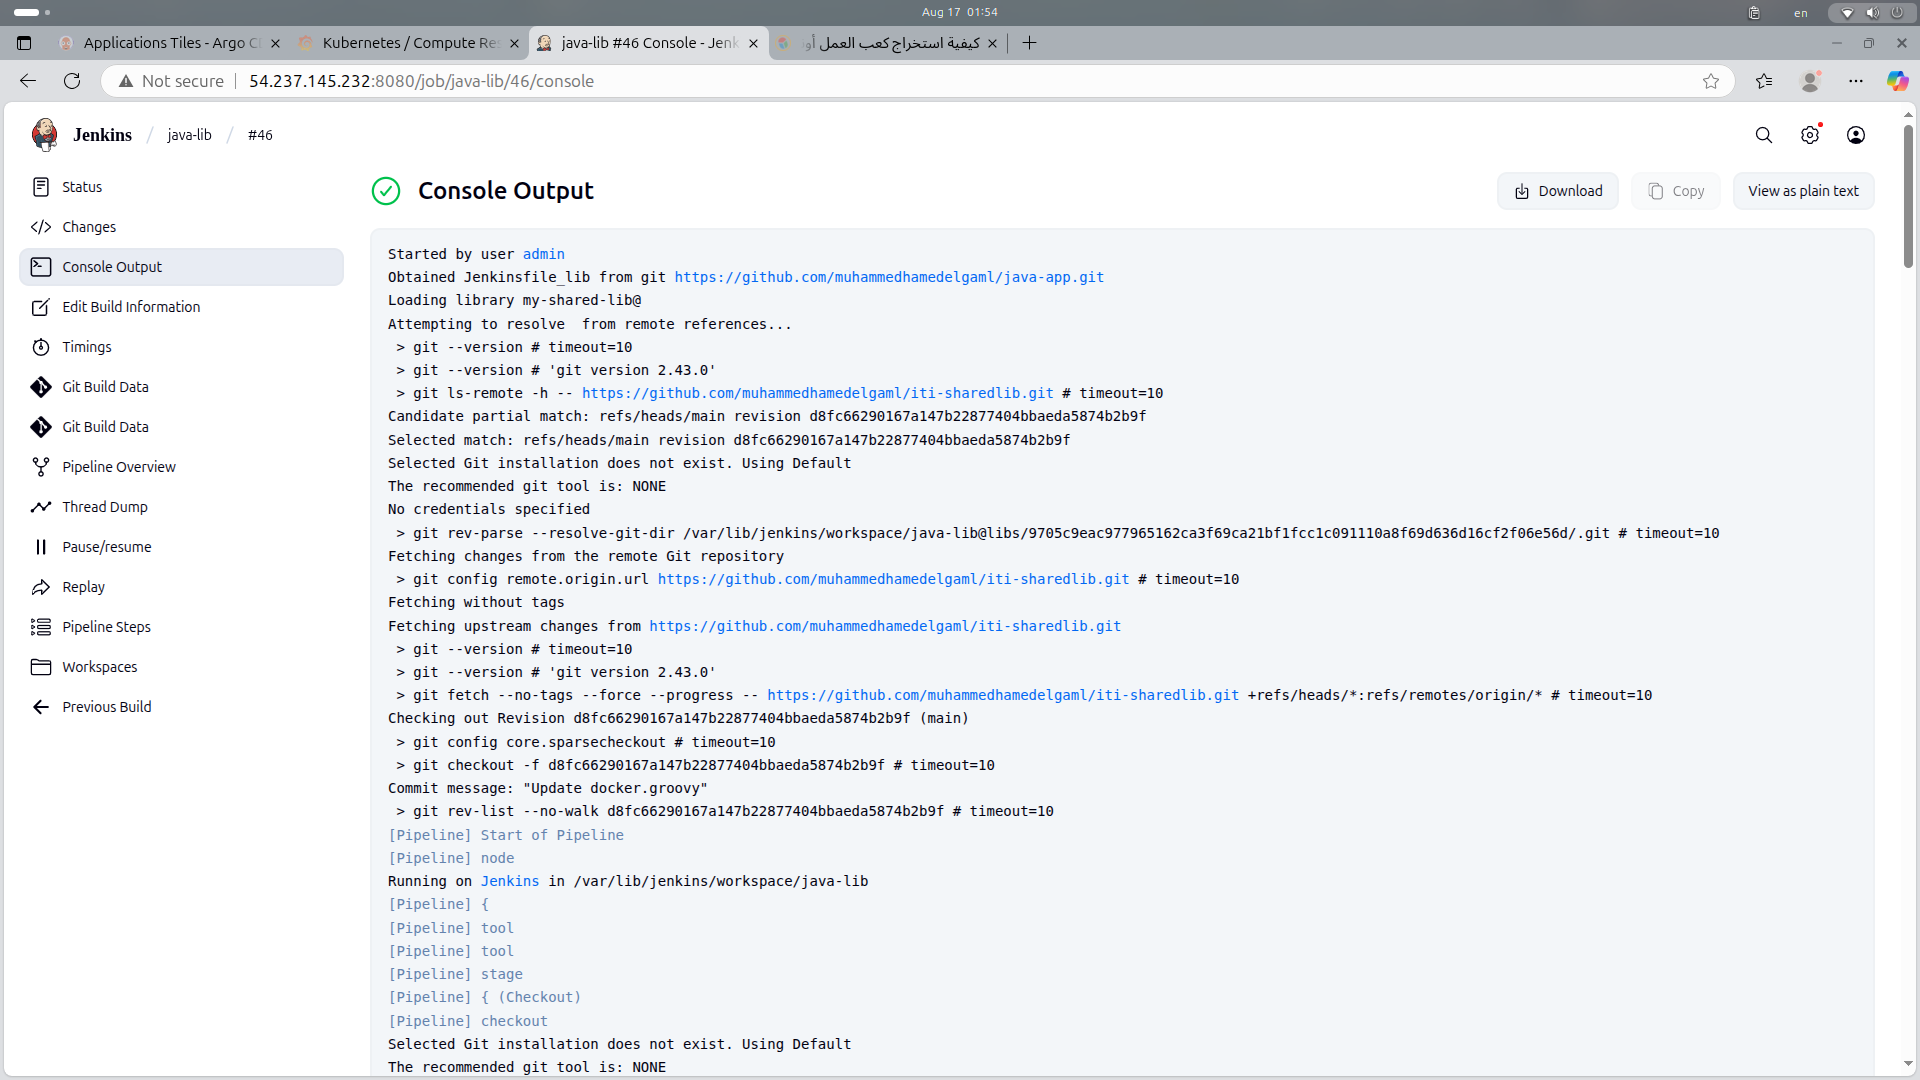 Aug 17 01:54
en
Applications Tiles - Argo C
Kubernetes / Compute Res
java-lib #46 Console - Jenk
كيفية استخراج كعب العمل أور
Not secure
54.237.145.232:8080/job/java-lib/46/console
Jenkins / java-lib / #46
Status
Changes
Console Output
Edit Build Information
Timings
Git Build Data
Git Build Data
Pipeline Overview
Thread Dump
Pause/resume
Replay
Pipeline Steps
Workspaces
Previous Build
Console Output
Download
Copy
View as plain text
Started by user admin
Obtained Jenkinsfile_lib from git https://github.com/muhammedhamedelgaml/java-app.git
Loading library my-shared-lib@
Attempting to resolve  from remote references...
 > git --version # timeout=10
 > git --version # 'git version 2.43.0'
 > git ls-remote -h -- https://github.com/muhammedhamedelgaml/iti-sharedlib.git # timeout=10
Candidate partial match: refs/heads/main revision d8fc66290167a147b22877404bbaeda5874b2b9f
Selected match: refs/heads/main revision d8fc66290167a147b22877404bbaeda5874b2b9f
Selected Git installation does not exist. Using Default
The recommended git tool is: NONE
No credentials specified
 > git rev-parse --resolve-git-dir /var/lib/jenkins/workspace/java-lib@libs/9705c9eac977965162ca3f69ca21bf1fcc1c091110a8f69d636d16cf2f06e56d/.git # timeout=10
Fetching changes from the remote Git repository
 > git config remote.origin.url https://github.com/muhammedhamedelgaml/iti-sharedlib.git # timeout=10
Fetching without tags
Fetching upstream changes from https://github.com/muhammedhamedelgaml/iti-sharedlib.git
 > git --version # timeout=10
 > git --version # 'git version 2.43.0'
 > git fetch --no-tags --force --progress -- https://github.com/muhammedhamedelgaml/iti-sharedlib.git +refs/heads/*:refs/remotes/origin/* # timeout=10
Checking out Revision d8fc66290167a147b22877404bbaeda5874b2b9f (main)
 > git config core.sparsecheckout # timeout=10
 > git checkout -f d8fc66290167a147b22877404bbaeda5874b2b9f # timeout=10
Commit message: "Update docker.groovy"
 > git rev-list --no-walk d8fc66290167a147b22877404bbaeda5874b2b9f # timeout=10
[Pipeline] Start of Pipeline
[Pipeline] node
Running on Jenkins in /var/lib/jenkins/workspace/java-lib
[Pipeline] {
[Pipeline] tool
[Pipeline] tool
[Pipeline] stage
[Pipeline] { (Checkout)
[Pipeline] checkout
Selected Git installation does not exist. Using Default
The recommended git tool is: NONE